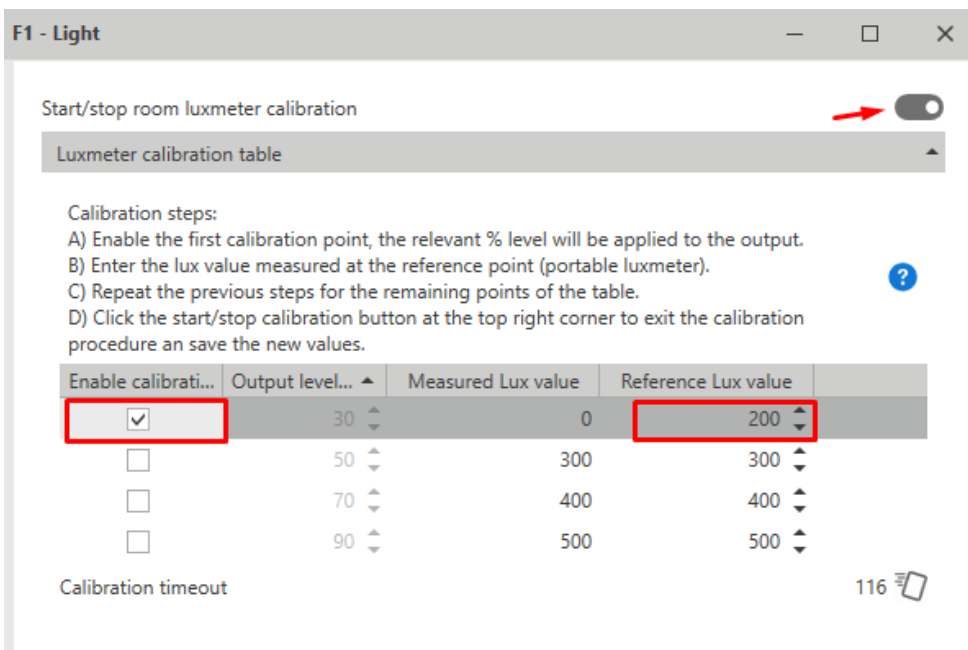 F1 - Light
Start/stop room luxmeter calibration
Luxmeter calibration table
Calibration steps:
A) Enable the first calibration point, the relevant % level will be applied to the output.
B) Enter the lux value measured at the reference point (portable luxmeter).
C) Repeat the previous steps for the remaining points of the table.
D) Click the start/stop calibration button at the top right corner to exit the calibration
procedure an save the new values.
?
Enable calibrati... Output level... Measured Lux value Reference Lux value
30 0 200
50 300 300
70 400 400
90 500 500
Calibration timeout 116